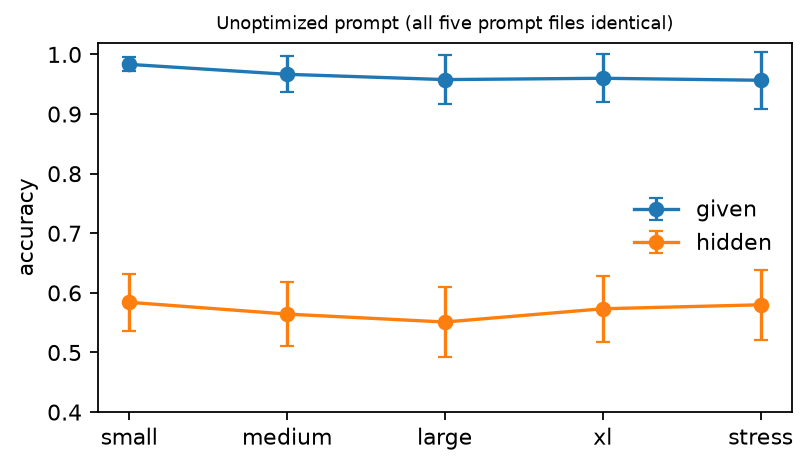 Unoptimized prompt (all five prompt files identical)
1.0
0.9
0.8
0.7
0.6
0.5
0.4
accuracy
given
hidden
small medium large xl stress